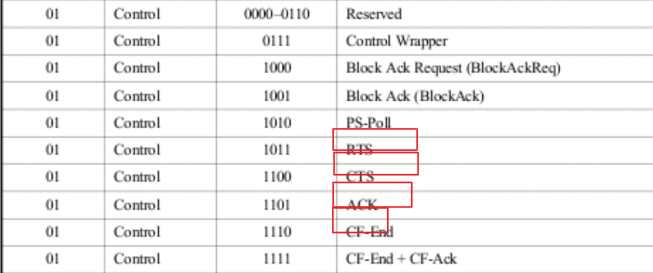 01 Control 0000–0110 Reserved
01 Control 0111 Control Wrapper
01 Control 1000 Block Ack Request (BlockAckReq)
01 Control 1001 Block Ack (BlockAck)
01 Control 1010 PS-Poll
01 Control 1011 RTS
01 Control 1100 CTS
01 Control 1101 ACK
01 Control 1110 CF-End
01 Control 1111 CF-End + CF-Ack